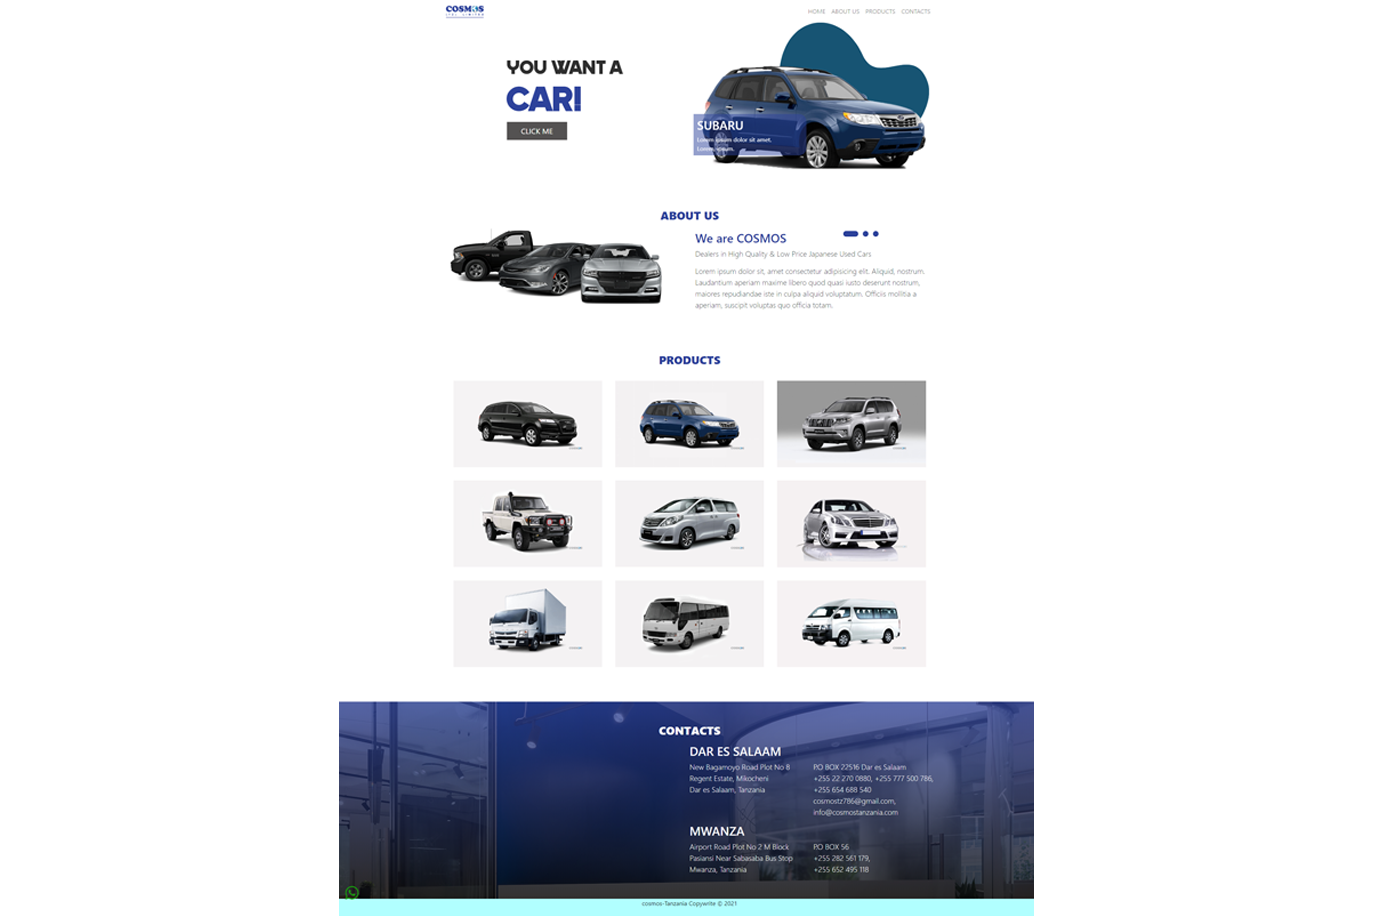 COSMOS
HOME ABOUT US PRODUCTS CONTACTS
YOU WANT A
CAR!
CLICK ME
SUBARU
Lorem ipsum dolor sit amet.
Lorem, ipsum.
ABOUT US
We are COSMOS
Dealers in High Quality & Low Price Japanese Used Cars
Lorem ipsum dolor sit, amet consectetur adipisicing elit. Aliquid, nostrum.
Laudantium aperiam maxime libero quod quasi iusto deserunt nostrum,
maiores repudiandae iste in culpa aliquid voluptatum. Officiis mollitia a
aperiam, suscipit voluptas quo officia totam.
PRODUCTS
CONTACTS
DAR ES SALAAM
New Bagamoyo Road Plot No 8
Regent Estate, Mikocheni
Dar es Salaam, Tanzania
P.O BOX 22516 Dar es Salaam
+255 22 270 0880, +255 777 500 786,
+255 654 688 540
cosmostz786@gmail.com,
info@cosmostanzania.com
MWANZA
Airport Road Plot No 2 M Block
Pasiansi Near Sabasaba Bus Stop
Mwanza, Tanzania
P.O BOX 56
+255 282 561 179,
+255 652 495 118
cosmos-Tanzania Copywrite © 2021